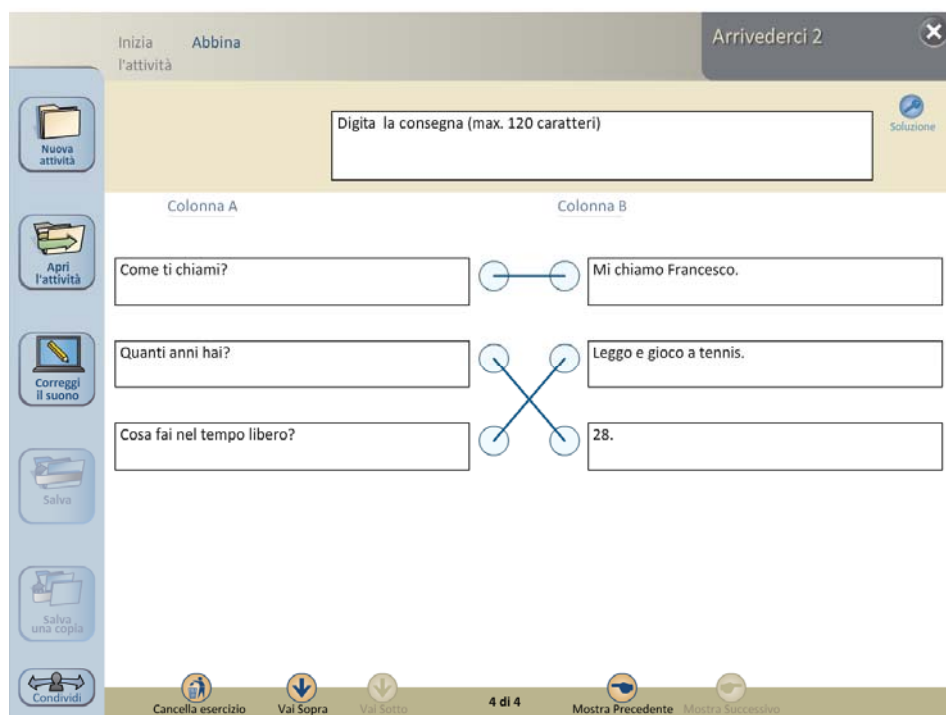 Inizia
l'attività
Abbina
Arrivederci 2
Digita la consegna (max. 120 caratteri)
Soluzione
Nuova
attività
Colonna A
Colonna B
Apri
l'attività
Come ti chiami?
Mi chiamo Francesco.
Quanti anni hai?
Leggo e gioco a tennis.
Correggi
il suono
Cosa fai nel tempo libero?
28.
Salva
Salva
una copia
Condividi
Cancella esercizio
Vai Sopra
Vai Sotto
4 di 4
Mostra Precedente
Mostra Successivo